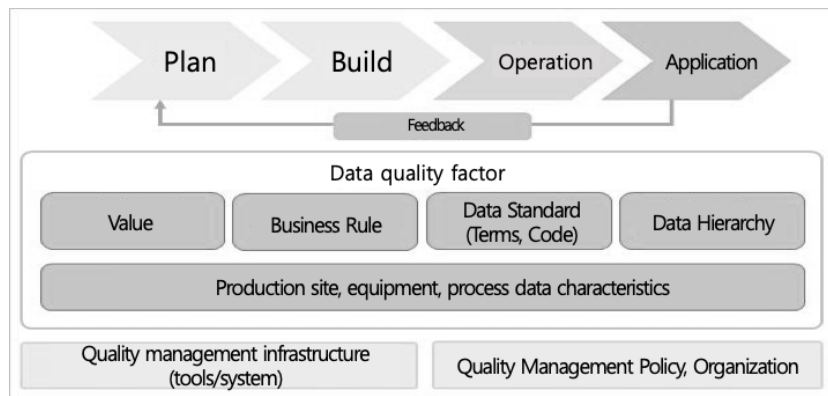 Plan
Build
Operation
Application
Feedback
Data quality factor
Value
Business Rule
Data Standard
(Terms, Code)
Data Hierarchy
Production site, equipment, process data characteristics
Quality management infrastructure
(tools/system)
Quality Management Policy, Organization